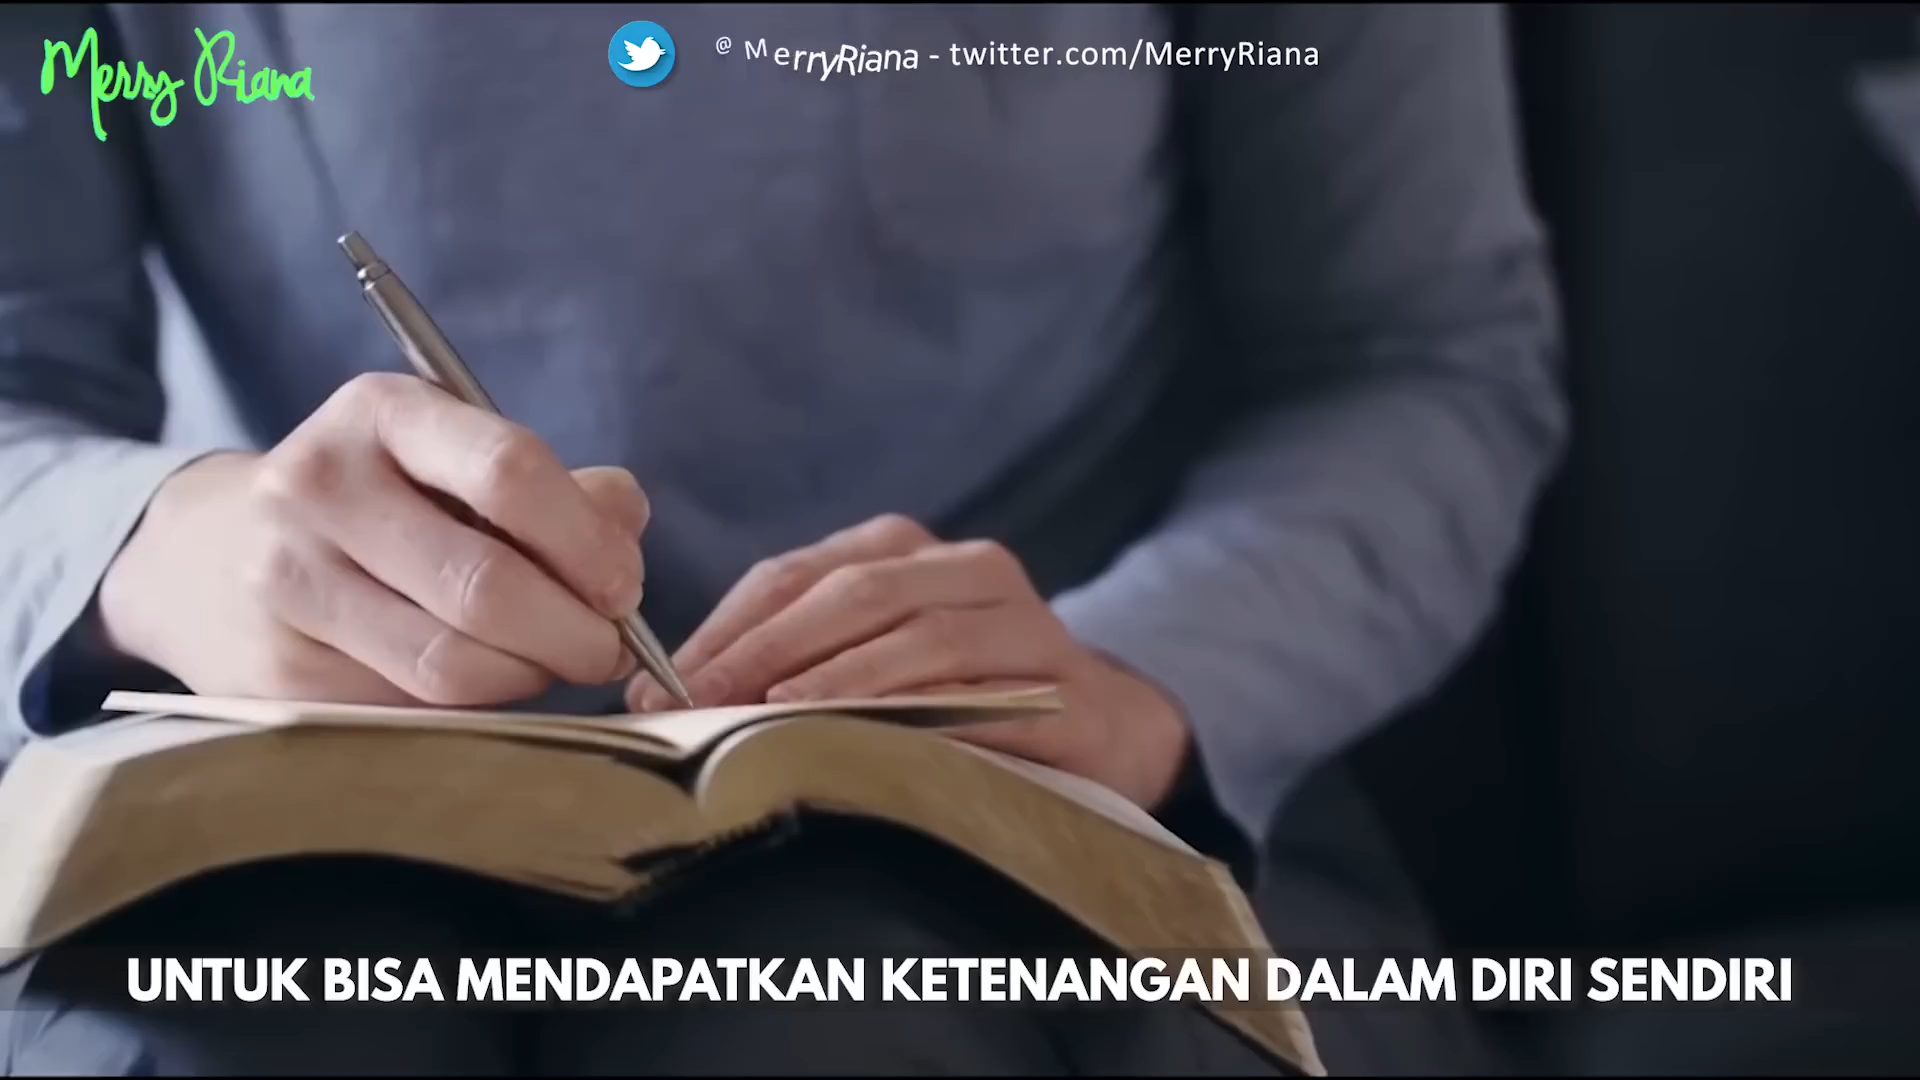 Merry Riana
@MerryRiana - twitter.com/MerryRiana
UNTUK BISA MENDAPATKAN KETENANGAN DALAM DIRI SENDIRI